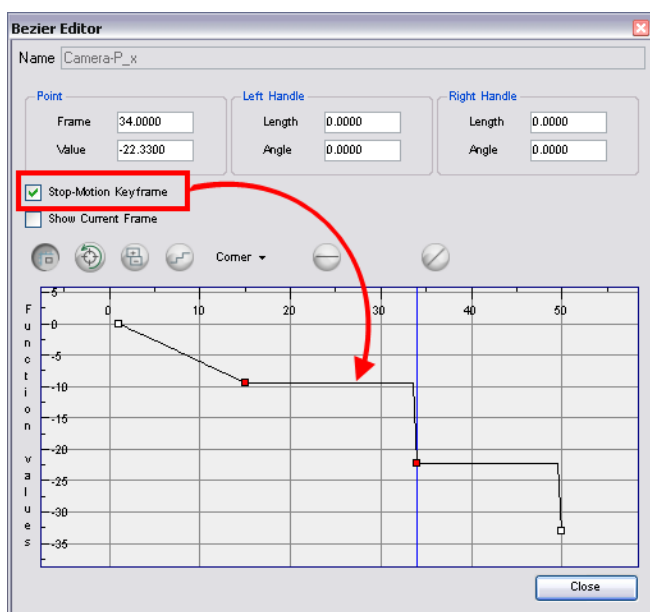 Bezier Editor
Name Camera-P_x
Point Left Handle Right Handle
Frame 34.0000 Length 0.0000 Length 0.0000
Value -22.3300 Angle 0.0000 Angle 0.0000
Stop-Motion Keyframe
Show Current Frame
Corner
Function values
5
0 10 20 30 40 50
-0
-5
-10
-15
-20
-25
-30
-35
Close